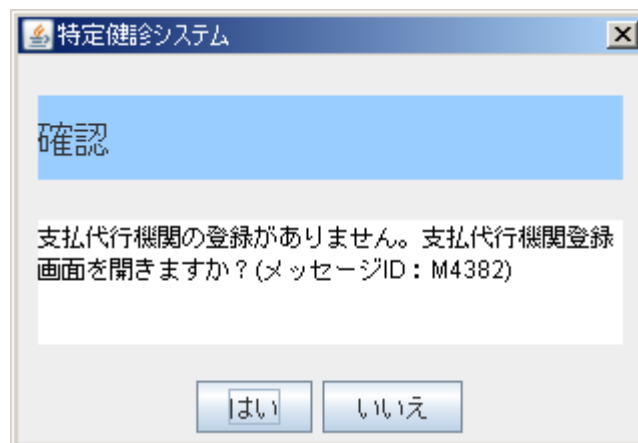 特定健診システム
確認
支払代行機関の登録がありません。支払代行機関登録
画面を開きますか？(メッセージID：M4382)
はい
いいえ